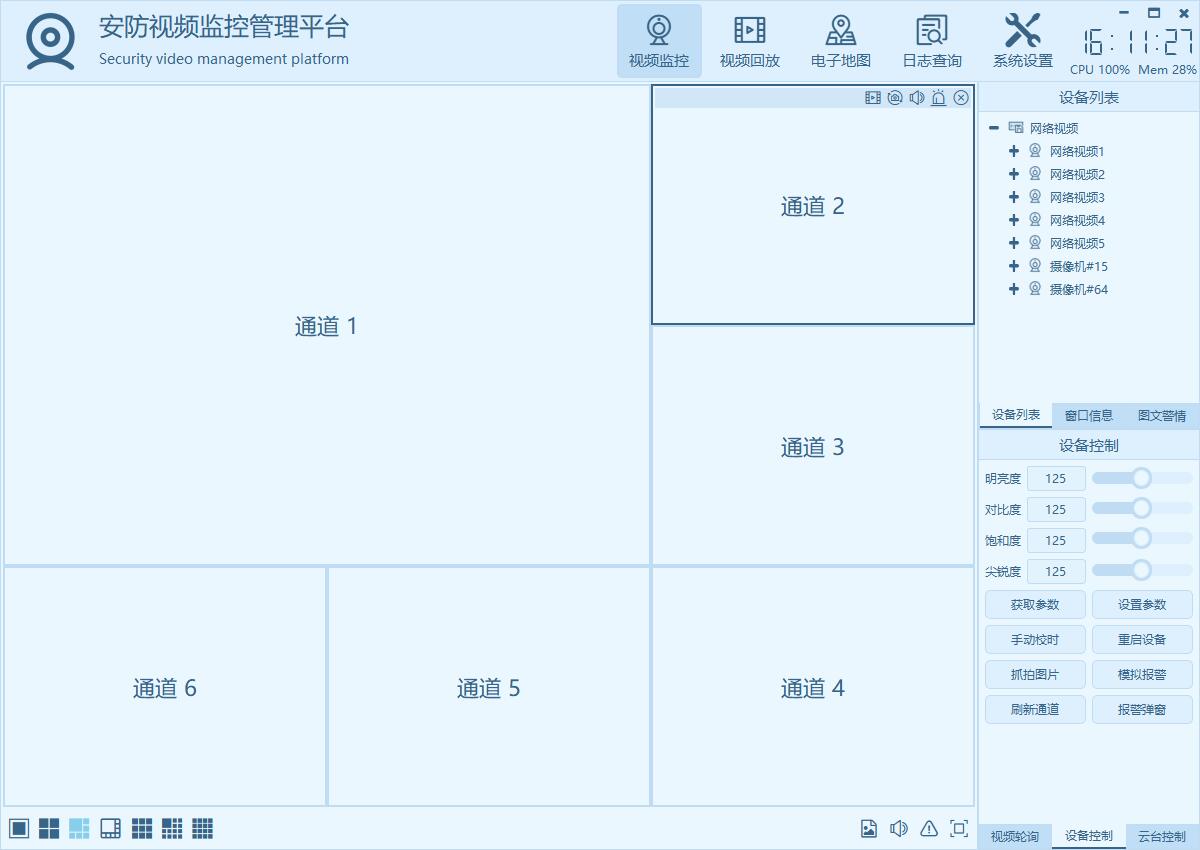 安防视频监控管理平台
Security video management platform
视频监控
视频回放
电子地图
日志查询
系统设置
16:11:27
CPU 100% Mem 28%
通道 1
通道 2
通道 3
通道 6
通道 5
通道 4
设备列表
网络视频
网络视频1
网络视频2
网络视频3
网络视频4
网络视频5
摄像机#15
摄像机#64
设备列表 窗口信息 图文警情
设备控制
明亮度 125
对比度 125
饱和度 125
尖锐度 125
获取参数 设置参数
手动校时 重启设备
抓拍图片 模拟报警
刷新通道 报警弹窗
视频轮询 设备控制 云台控制